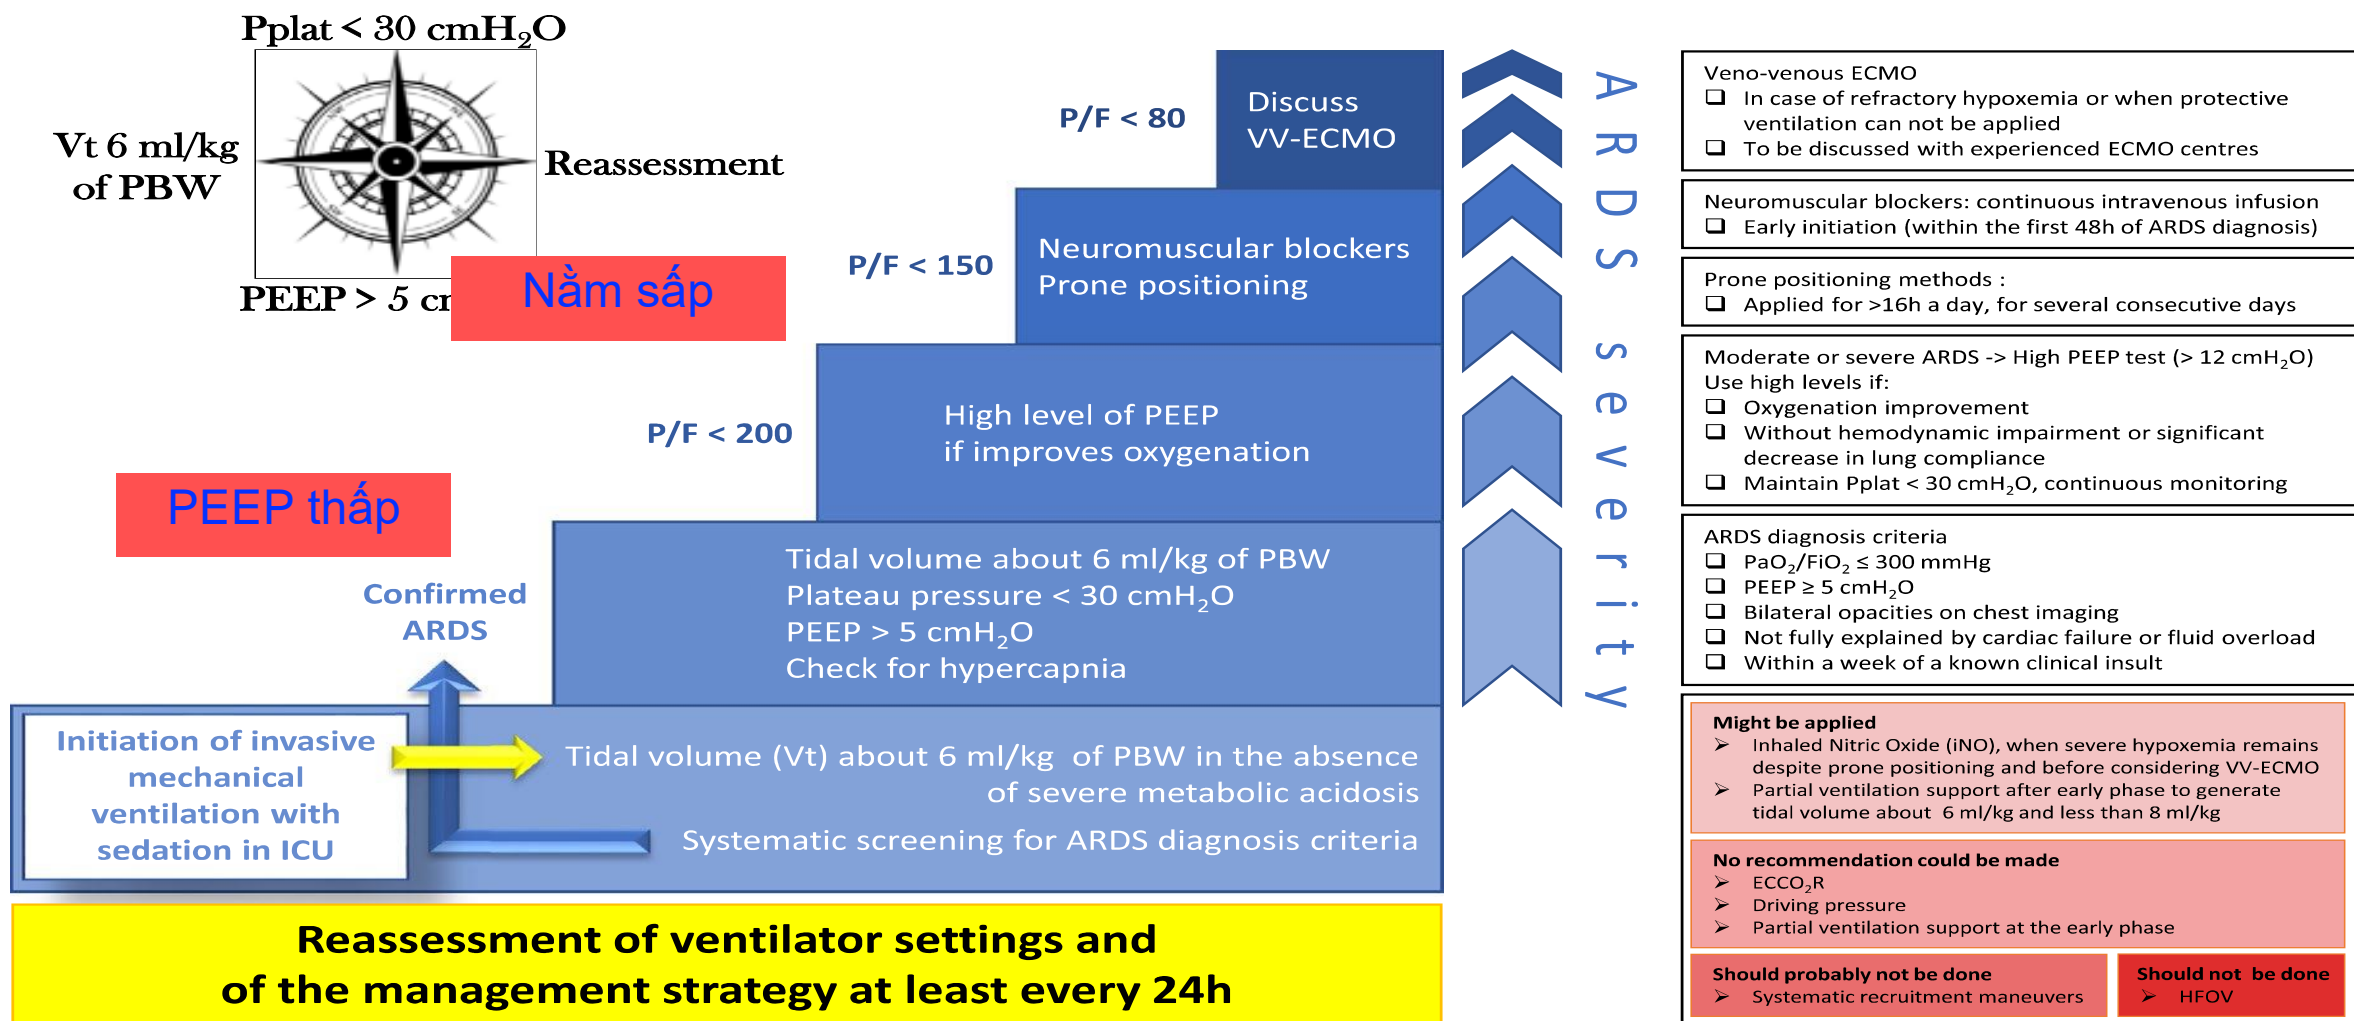 Pplat < 30 cmH₂O
Vt 6 ml/kg
of PBW
Reassessment
PEEP > 5
Nằm sấp
PEEP thấp
P/F < 80
Discuss
VV-ECMO
P/F < 150
Neuromuscular blockers
Prone positioning
P/F < 200
High level of PEEP
if improves oxygenation
Tidal volume about 6 ml/kg of PBW
Plateau pressure < 30 cmH₂O
PEEP > 5 cmH₂O
Check for hypercapnia
Confirmed
ARDS
Initiation of invasive
mechanical
ventilation with
sedation in ICU
Tidal volume (Vt) about 6 ml/kg of PBW in the absence
of severe metabolic acidosis
Systematic screening for ARDS diagnosis criteria
Reassessment of ventilator settings and
of the management strategy at least every 24h
ARDS severity
Veno-venous ECMO
❑ In case of refractory hypoxemia or when protective
ventilation can not be applied
❑ To be discussed with experienced ECMO centres
Neuromuscular blockers: continuous intravenous infusion
❑ Early initiation (within the first 48h of ARDS diagnosis)
Prone positioning methods :
❑ Applied for >16h a day, for several consecutive days
Moderate or severe ARDS -> High PEEP test (> 12 cmH₂O)
Use high levels if:
❑ Oxygenation improvement
❑ Without hemodynamic impairment or significant
decrease in lung compliance
❑ Maintain Pplat < 30 cmH₂O, continuous monitoring
ARDS diagnosis criteria
❑ PaO₂/FiO₂ ≤ 300 mmHg
❑ PEEP ≥ 5 cmH₂O
❑ Bilateral opacities on chest imaging
❑ Not fully explained by cardiac failure or fluid overload
❑ Within a week of a known clinical insult
Might be applied
➢ Inhaled Nitric Oxide (iNO), when severe hypoxemia remains
despite prone positioning and before considering VV-ECMO
➢ Partial ventilation support after early phase to generate
tidal volume about 6 ml/kg and less than 8 ml/kg
No recommendation could be made
➢ ECCO₂R
➢ Driving pressure
➢ Partial ventilation support at the early phase
Should probably not be done
➢ Systematic recruitment maneuvers
Should not be done
➢ HFOV